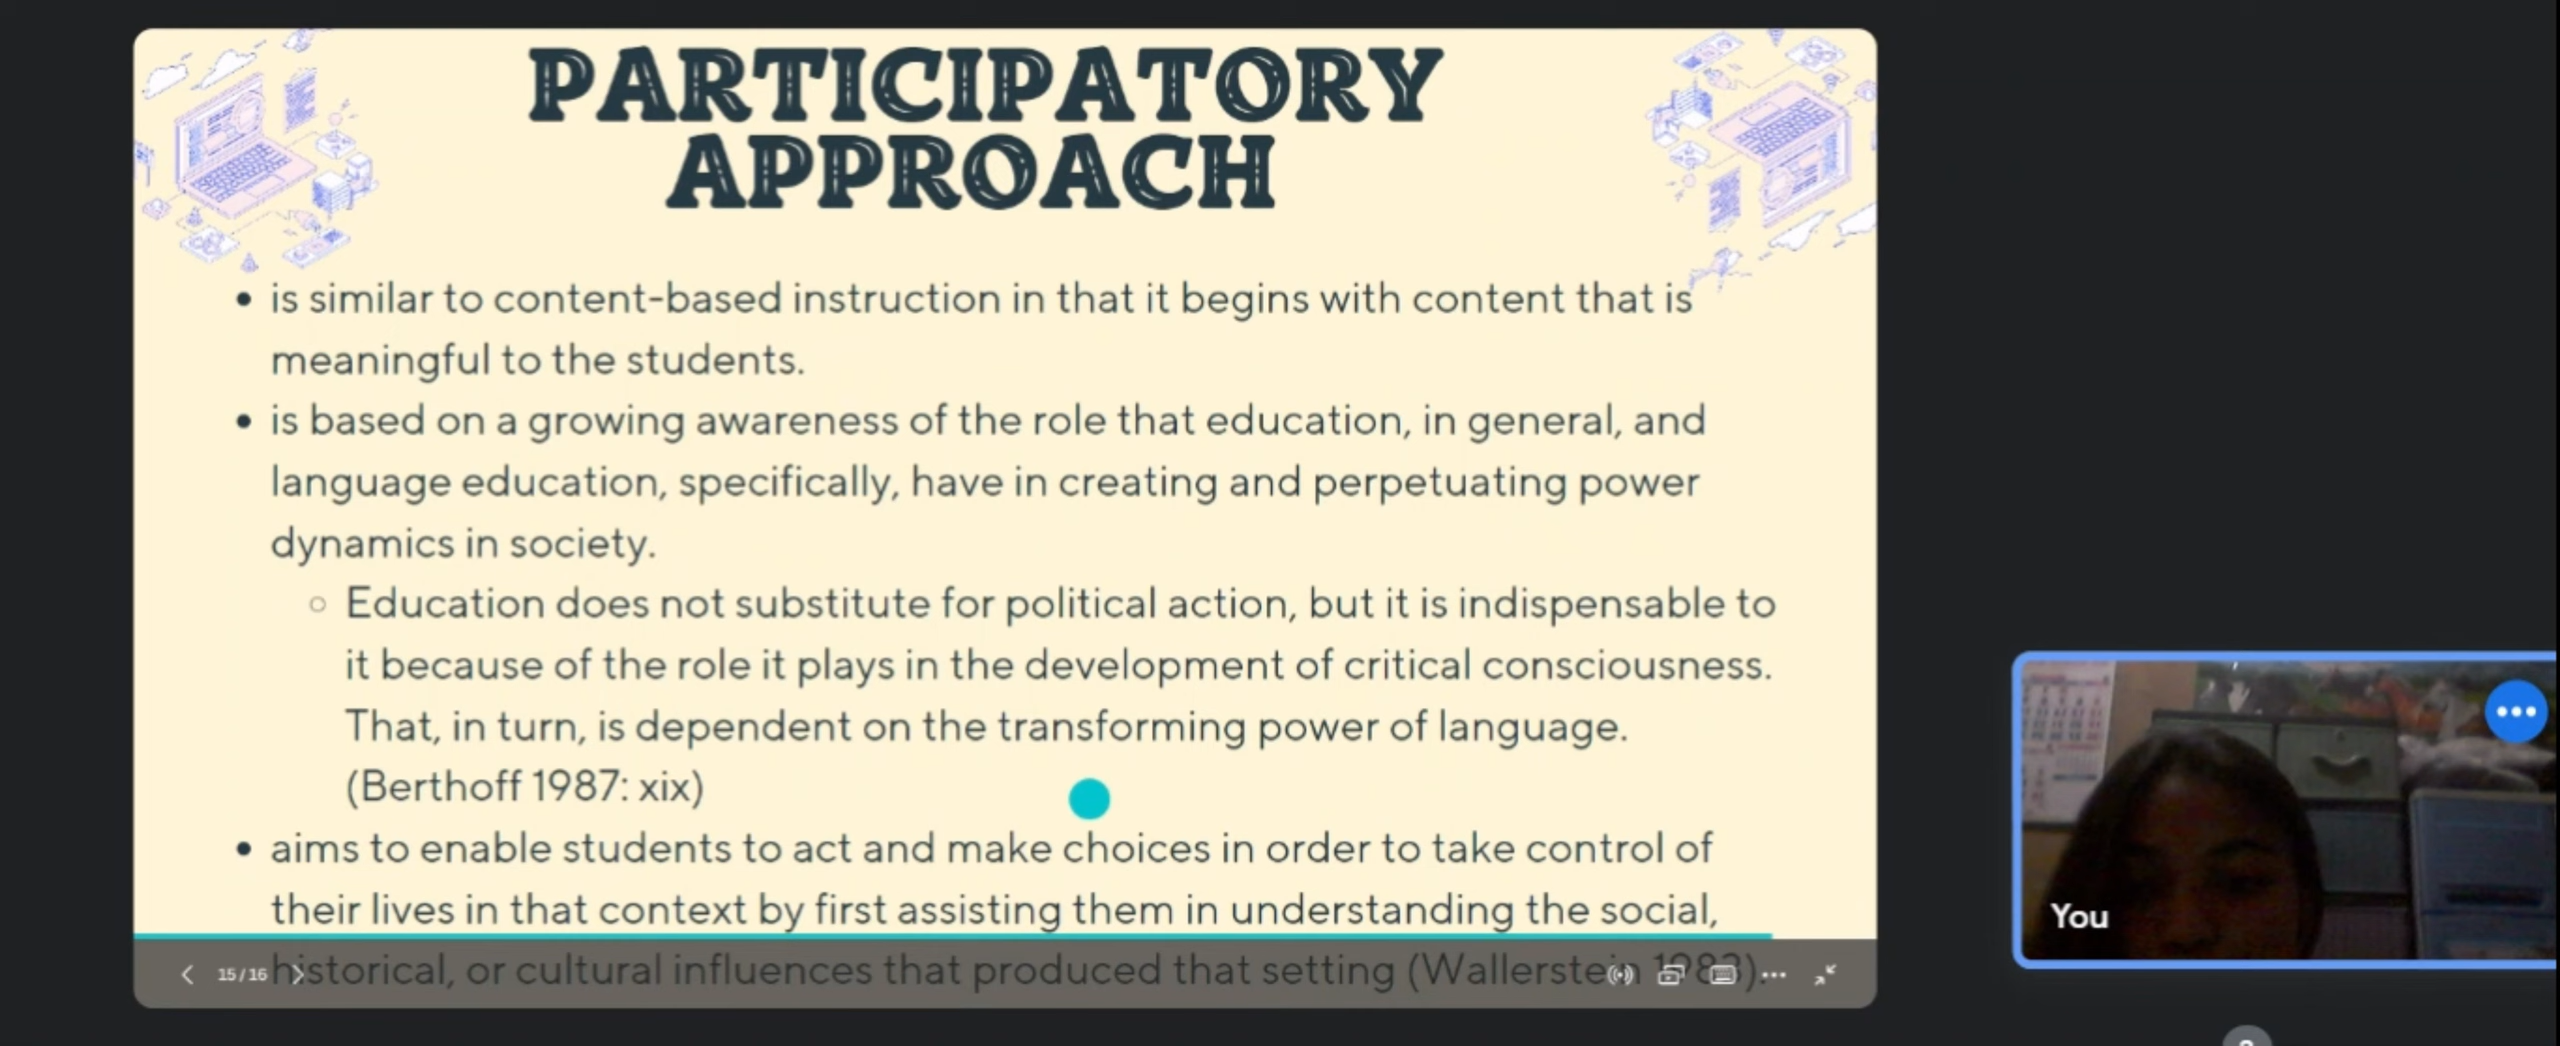 PARTICIPATORY
APPROACH
• is similar to content-based instruction in that it begins with content that is
meaningful to the students.
• is based on a growing awareness of the role that education, in general, and
language education, specifically, have in creating and perpetuating power
dynamics in society.
○ Education does not substitute for political action, but it is indispensable to
it because of the role it plays in the development of critical consciousness.
That, in turn, is dependent on the transforming power of language.
(Berthoff 1987: xix)
• aims to enable students to act and make choices in order to take control of
their lives in that context by first assisting them in understanding the social,
historical, or cultural influences that produced that setting (Wallerstein
15/16
You